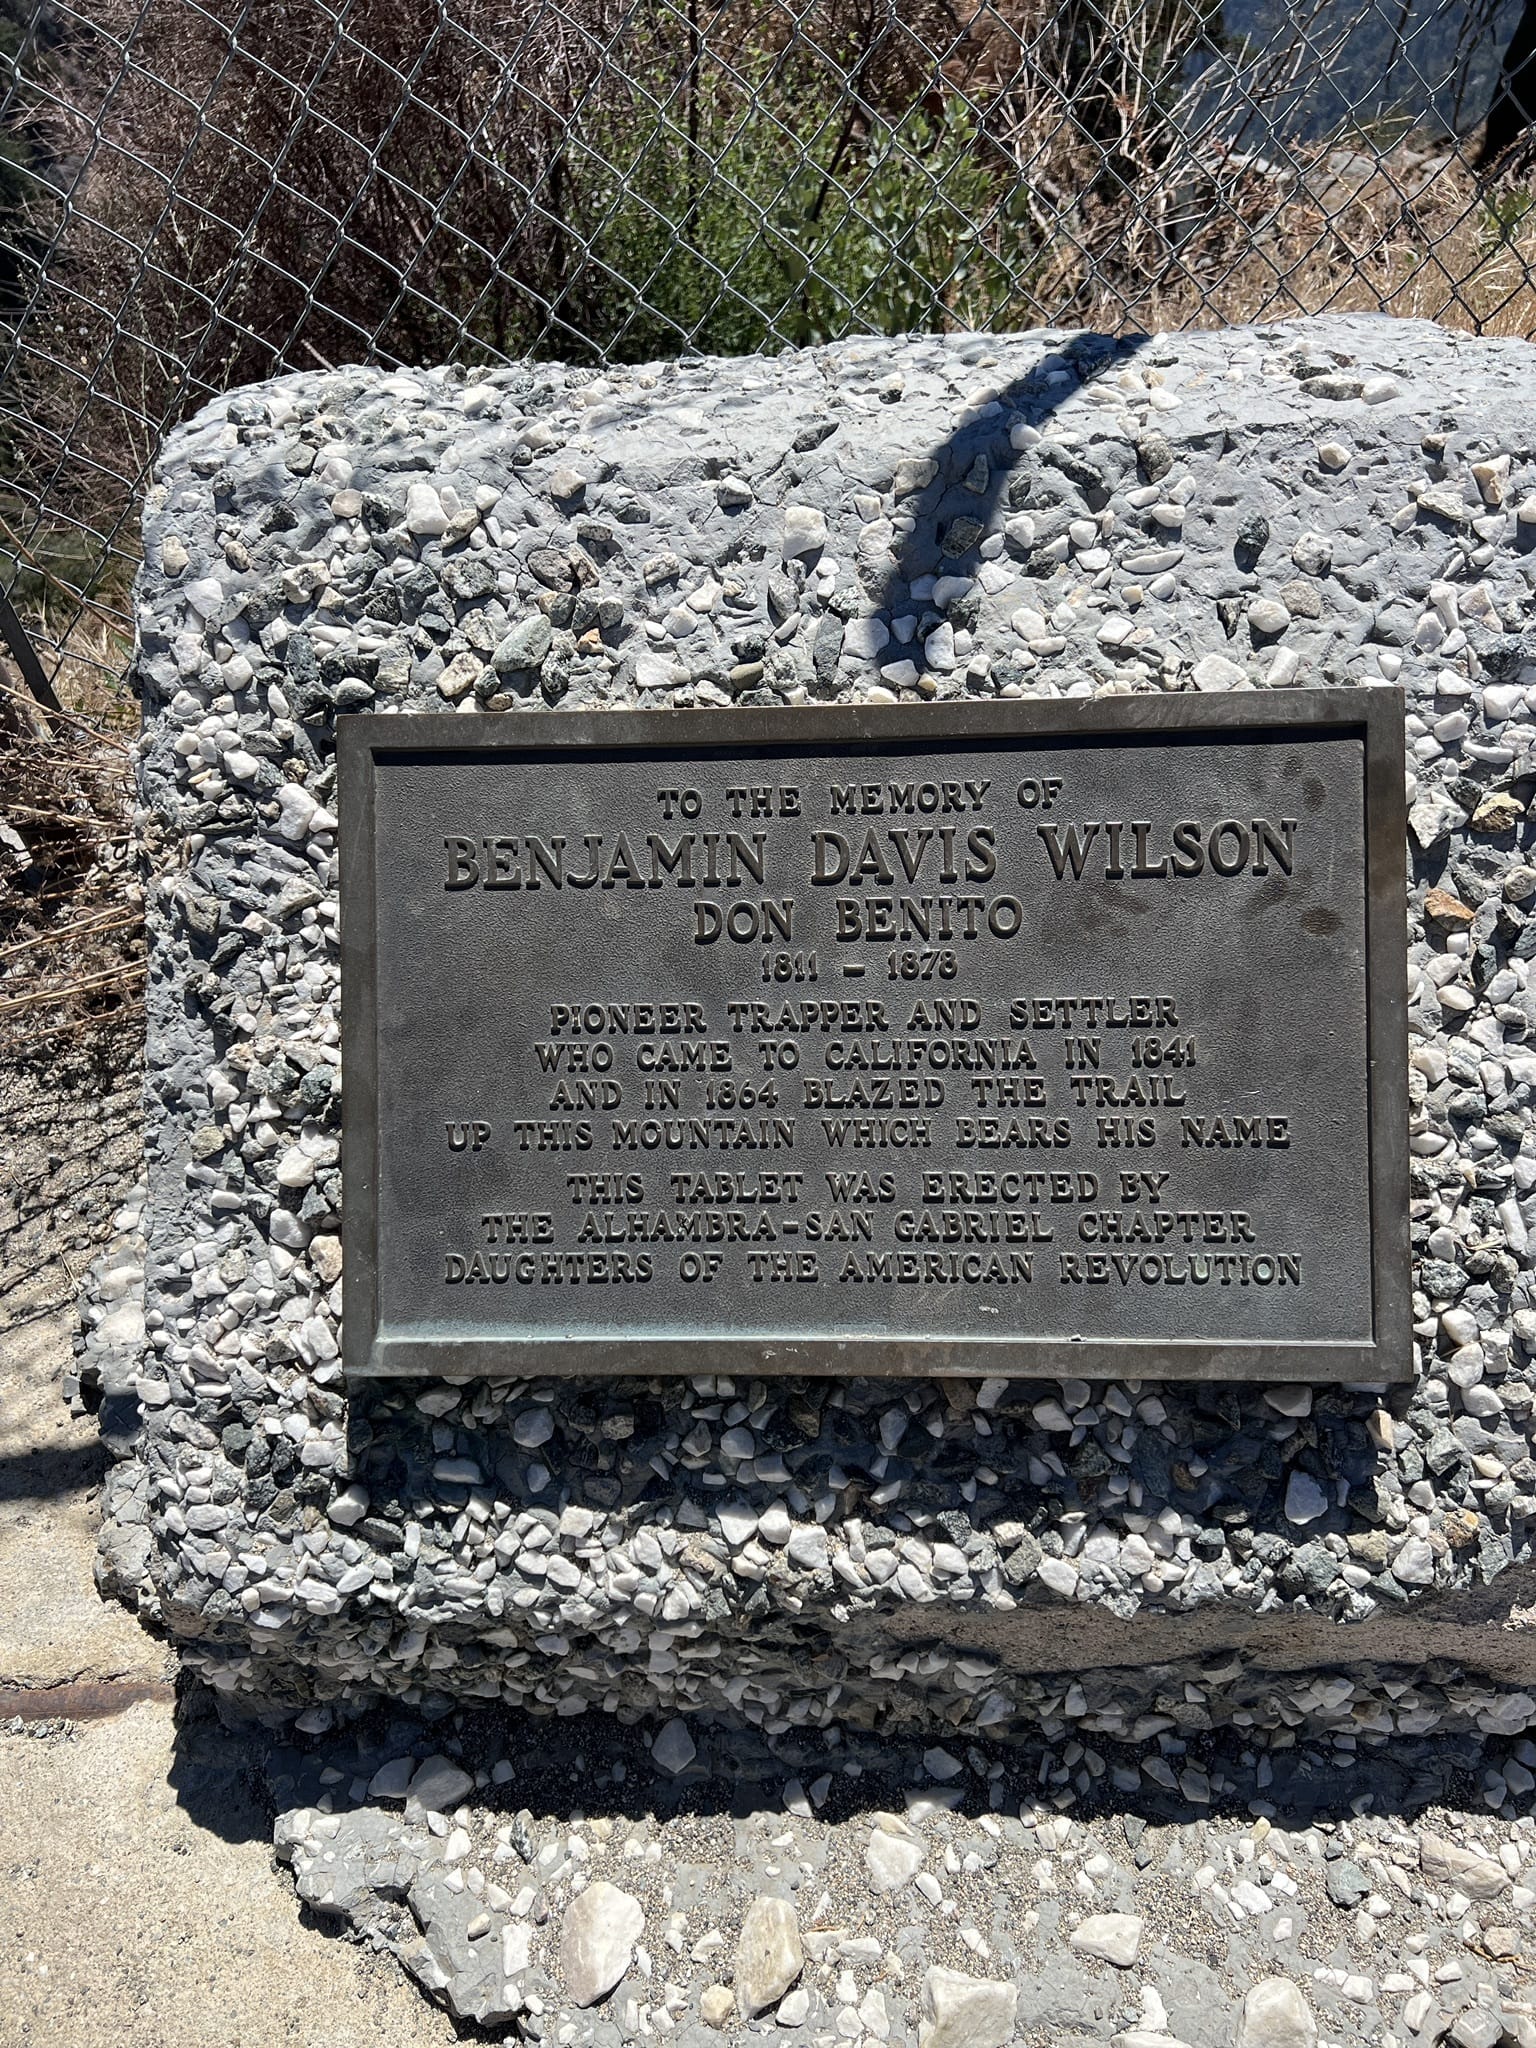 TO THE MEMORY OF
BENJAMIN DAVIS WILSON
DON BENITO
1811 - 1878
PIONEER TRAPPER AND SETTLER
WHO CAME TO CALIFORNIA IN 1841
AND IN 1864 BLAZED THE TRAIL
UP THIS MOUNTAIN WHICH BEARS HIS NAME
THIS TABLET WAS ERECTED BY
THE ALHAMBRA-SAN GABRIEL CHAPTER
DAUGHTERS OF THE AMERICAN REVOLUTION